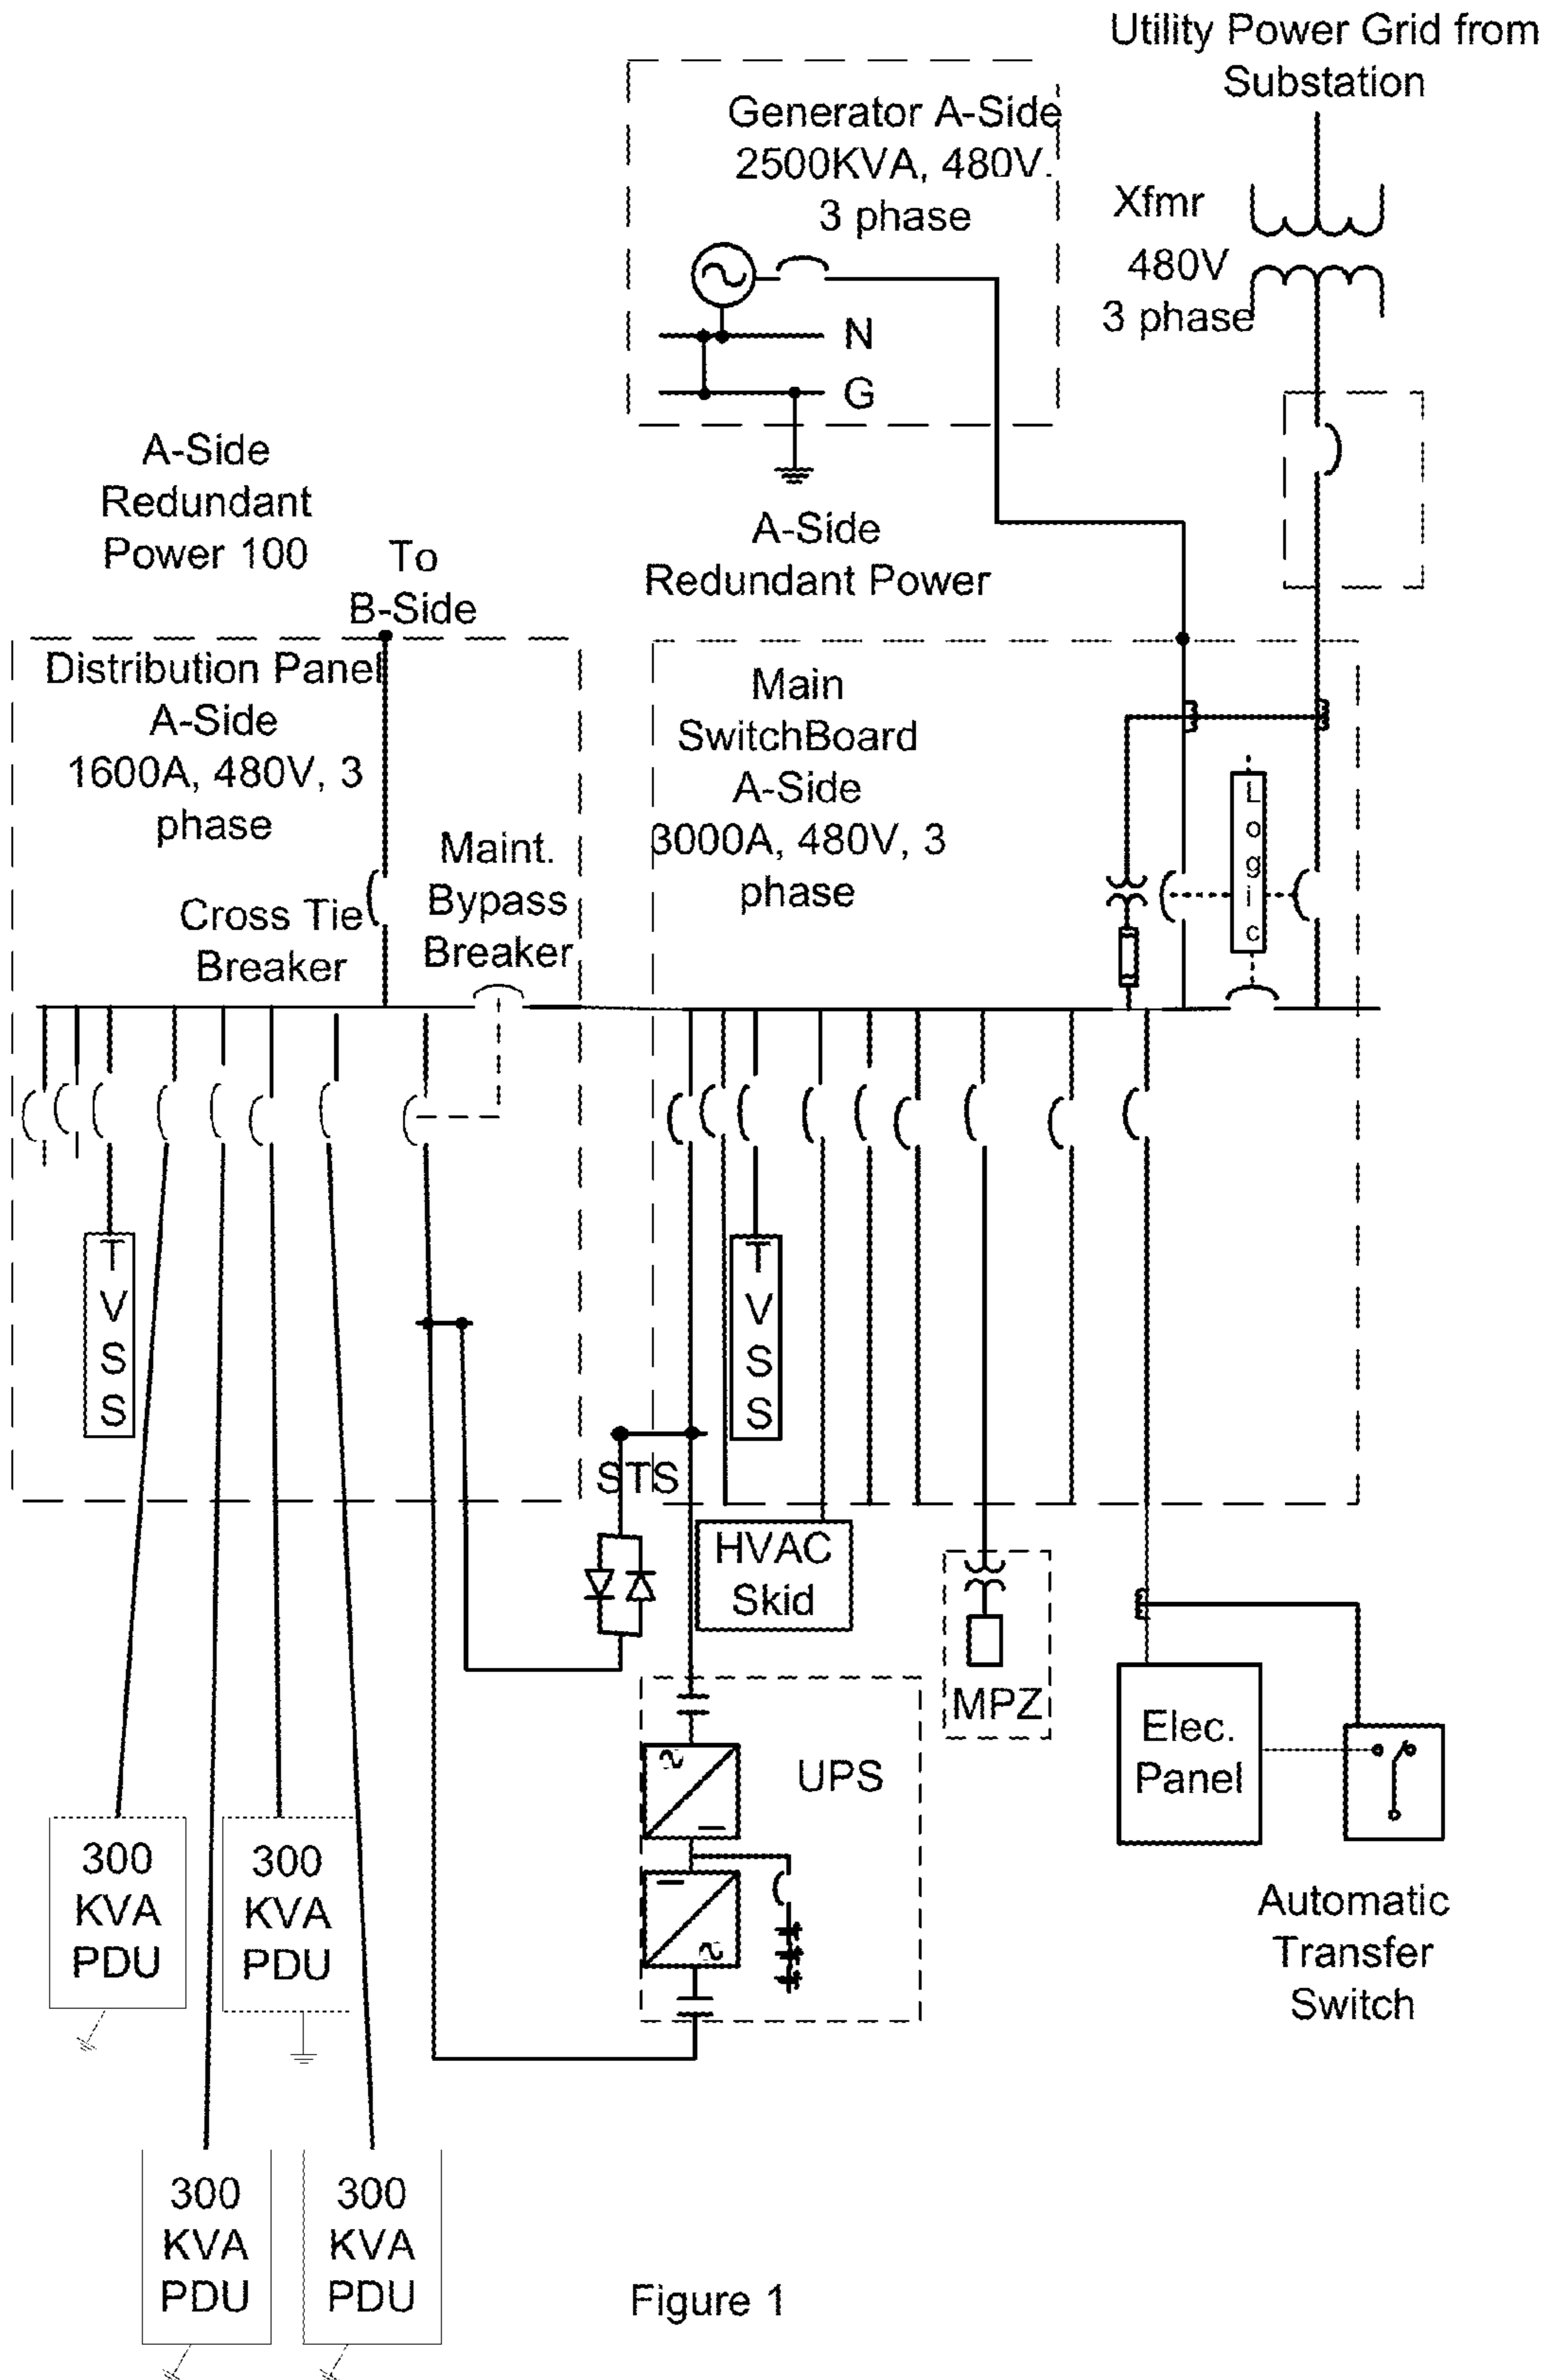 Utility Power Grid from
Substation
Generator A-Side
2500KVA, 480V.
3 phase
Xfmr
480V
3 phase
N
G
A-Side
Redundant
Power 100
To
B-Side
A-Side
Redundant Power
Distribution Panel
A-Side
1600A, 480V, 3
phase
Main
SwitchBoard
A-Side
3000A, 480V, 3
phase
Logic
Maint.
Bypass
Breaker
Cross Tie
Breaker
TVSS
TVSS
STS
HVAC
Skid
MPZ
UPS
Elec.
Panel
Automatic
Transfer
Switch
300
KVA
PDU
300
KVA
PDU
300
KVA
PDU
300
KVA
PDU
Figure 1